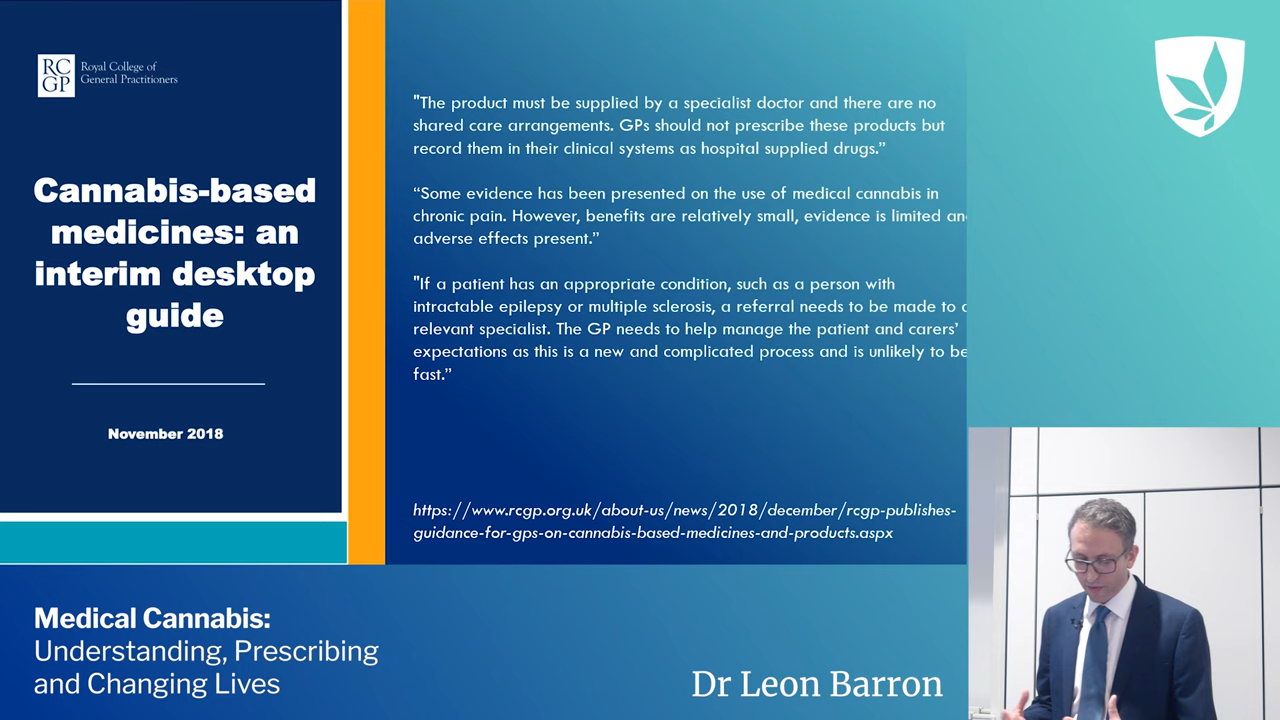 RC
GP
Royal College of
General Practitioners
Cannabis-based
medicines: an
interim desktop
guide
November 2018
"The product must be supplied by a specialist doctor and there are no
shared care arrangements. GPs should not prescribe these products but
record them in their clinical systems as hospital supplied drugs.”
“Some evidence has been presented on the use of medical cannabis in
chronic pain. However, benefits are relatively small, evidence is limited an
adverse effects present.”
"If a patient has an appropriate condition, such as a person with
intractable epilepsy or multiple sclerosis, a referral needs to be made to
relevant specialist. The GP needs to help manage the patient and carers’
expectations as this is a new and complicated process and is unlikely to be
fast.”
https://www.rcgp.org.uk/about-us/news/2018/december/rcgp-publishes-
guidance-for-gps-on-cannabis-based-medicines-and-products.aspx
Medical Cannabis:
Understanding, Prescribing
and Changing Lives
Dr Leon Barron